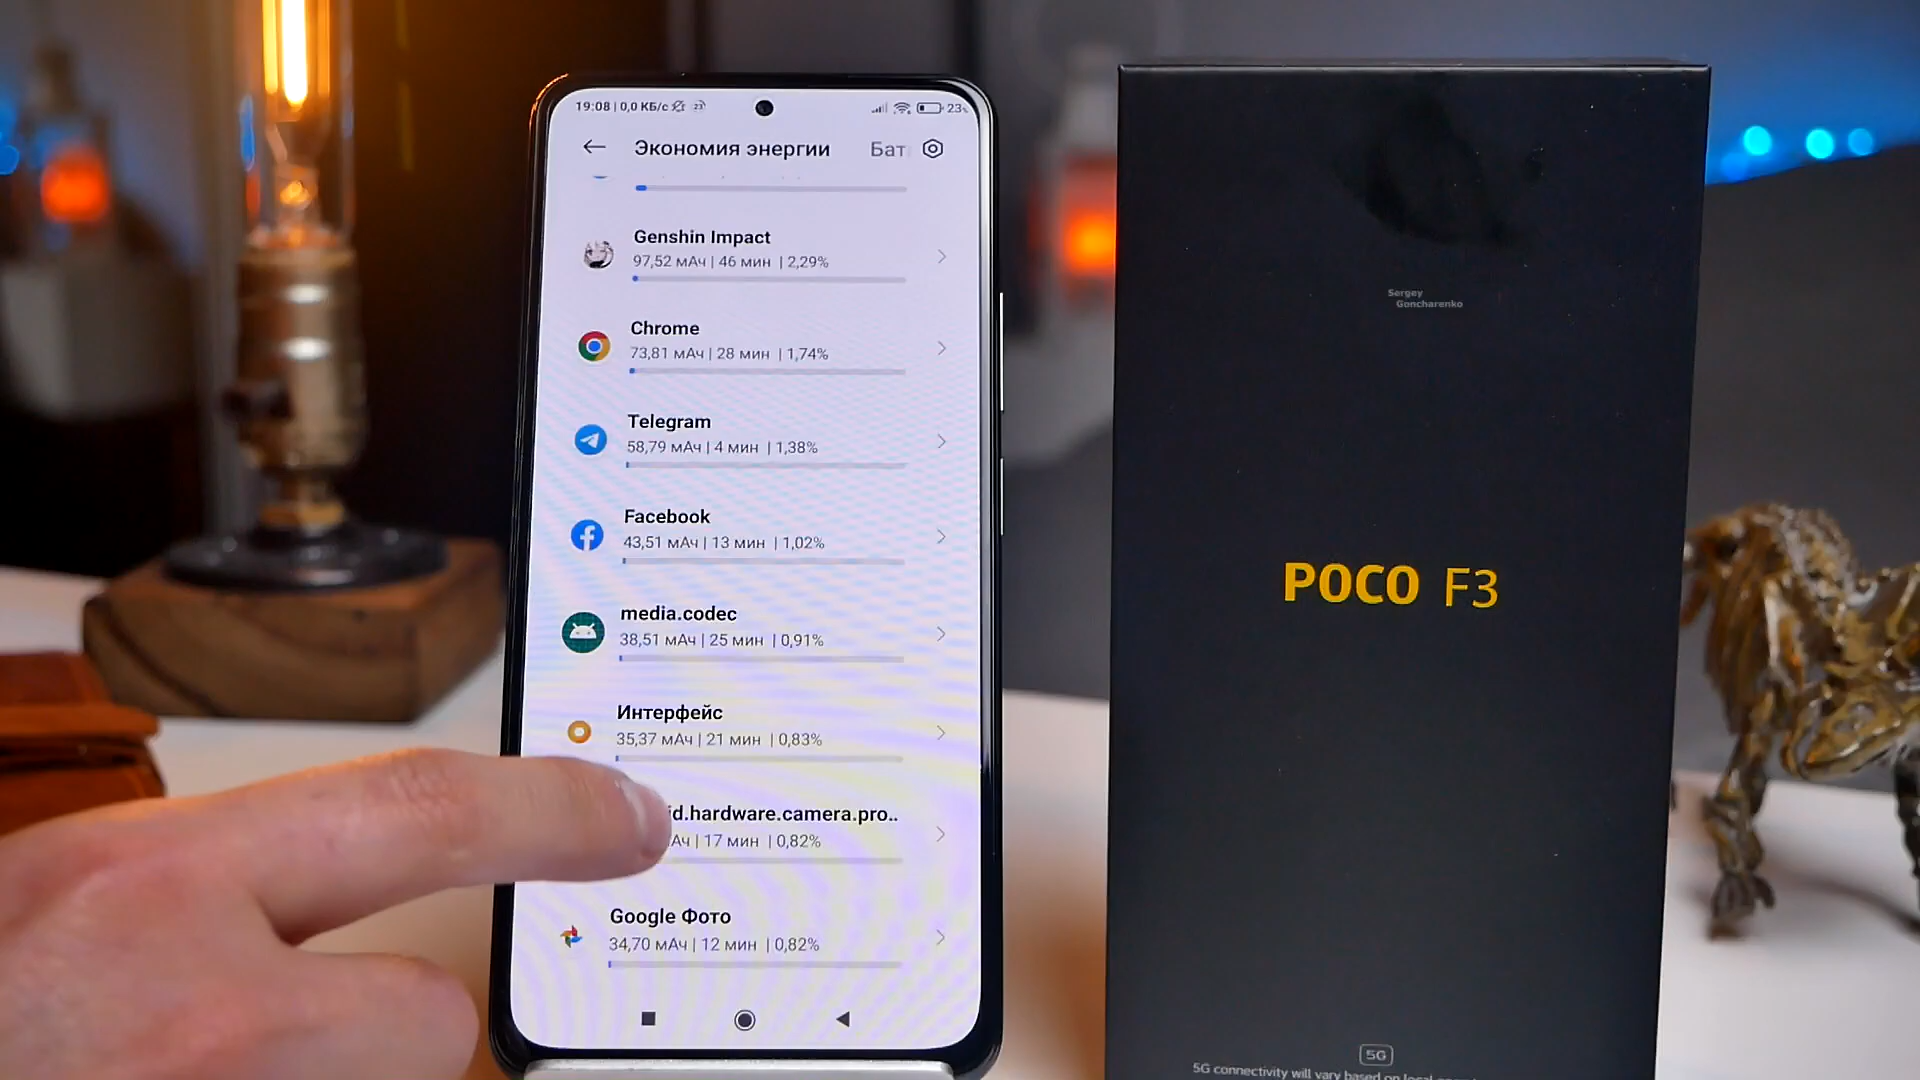 19:08 | 0,0 КБ/с
23%
Экономия энергии
Бат
Genshin Impact
97,52 мАч | 46 мин | 2,29%
Chrome
73,81 мАч | 28 мин | 1,74%
Telegram
58,79 мАч | 4 мин | 1,38%
Facebook
43,51 мАч | 13 мин | 1,02%
media.codec
38,51 мАч | 25 мин | 0,91%
Интерфейс
35,37 мАч | 21 мин | 0,83%
id.hardware.camera.pro..
Ач | 17 мин | 0,82%
Google Фото
34,70 мАч | 12 мин | 0,82%
Sergey
Goncharenko
POCO F3
5G
5G connectivity will vary based on local